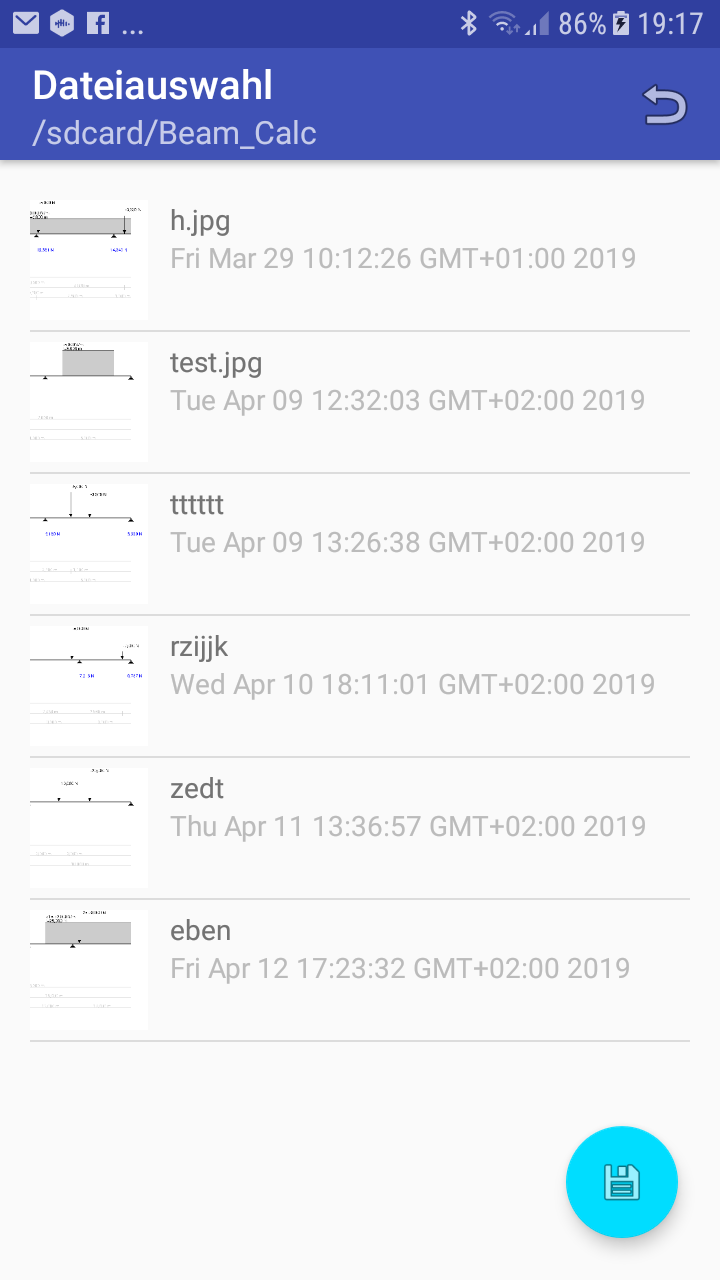 ... 86% 19:17
Dateiauswahl
/sdcard/Beam_Calc
h.jpg
Fri Mar 29 10:12:26 GMT+01:00 2019
test.jpg
Tue Apr 09 12:32:03 GMT+02:00 2019
tttttt
Tue Apr 09 13:26:38 GMT+02:00 2019
rzijjk
Wed Apr 10 18:11:01 GMT+02:00 2019
zedt
Thu Apr 11 13:36:57 GMT+02:00 2019
eben
Fri Apr 12 17:23:32 GMT+02:00 2019